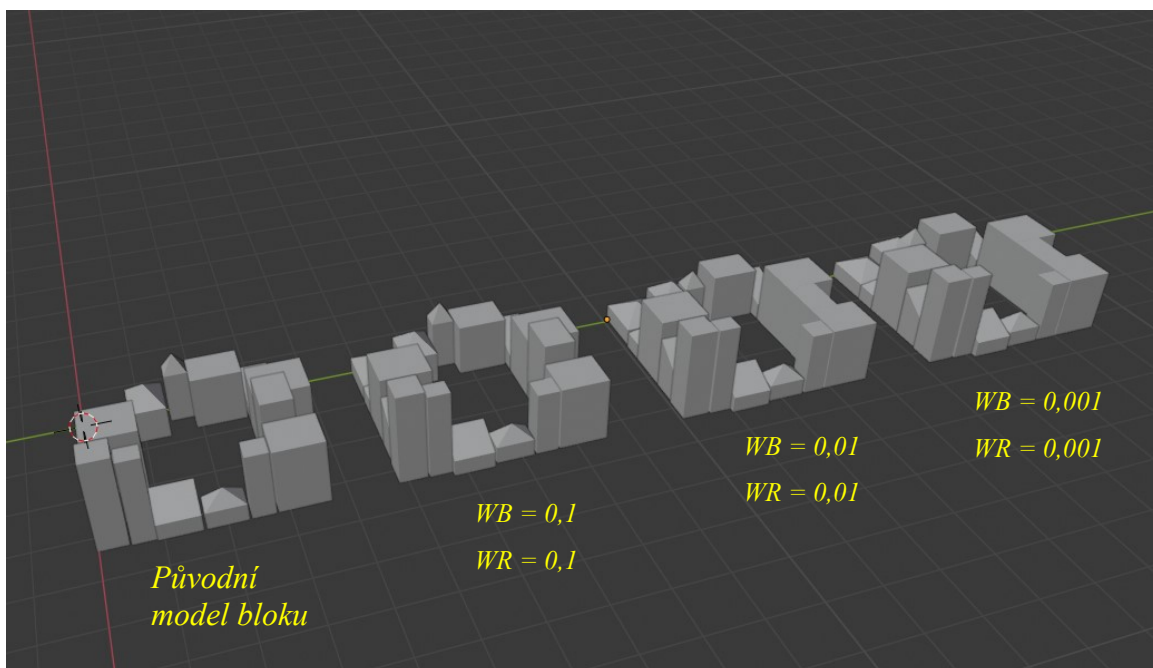 Původní
model bloku
WB = 0,1
WR = 0,1
WB = 0,01
WR = 0,01
WB = 0,001
WR = 0,001